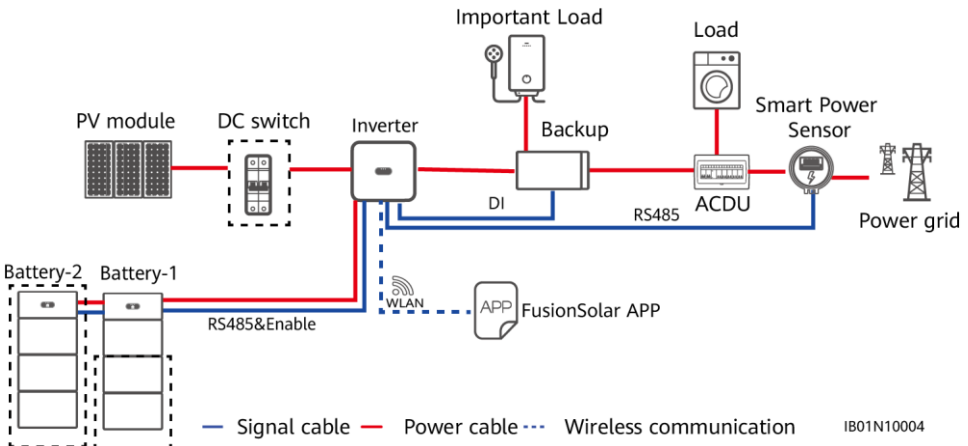 Important Load
Load
Smart Power
Sensor
PV module
DC switch
Inverter
Backup
DI
RS485
ACDU
Power grid
Battery-2
Battery-1
WLAN
APP
FusionSolar APP
RS485&Enable
Signal cable
Power cable
Wireless communication
IB01N10004